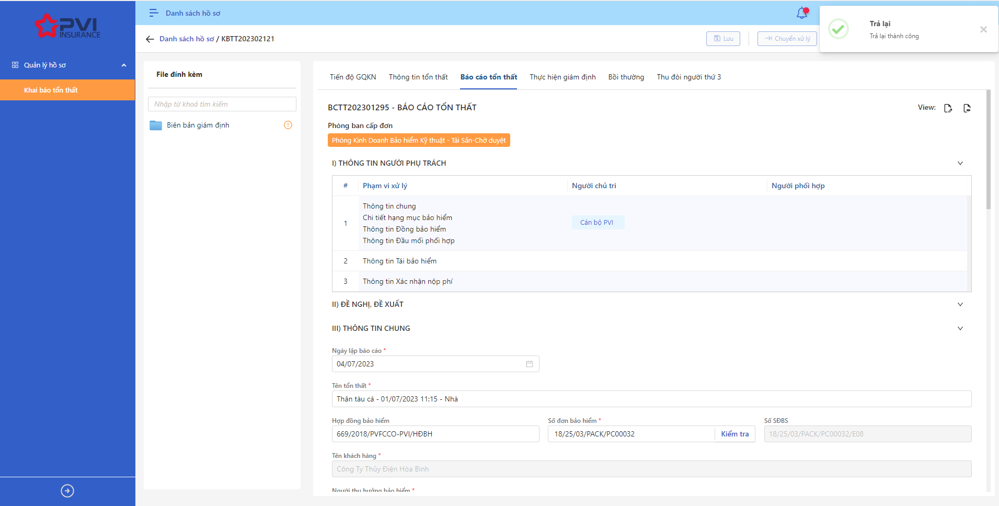 PVI
INSURANCE
Quản lý hồ sơ
Khai báo tổn thất
Danh sách hồ sơ
Danh sách hồ sơ / KBTT202302121
Lưu
Chuyển xử lý
Trả lại
Trả lại thành công
File đính kèm
Nhập từ khoá tìm kiếm
Biên bản giám định
Tiến độ GQKN
Thông tin tổn thất
Báo cáo tổn thất
Thực hiện giám định
Bồi thường
Thu đòi người thứ 3
BCTT202301295 - BÁO CÁO TỔN THẤT
View:
Phòng ban cấp đơn
Phòng Kinh Doanh Bảo hiểm Kỹ thuật - Tài Sản-Chờ duyệt
I) THÔNG TIN NGƯỜI PHỤ TRÁCH
# Phạm vi xử lý Người chủ trì Người phối hợp
1
Thông tin chung
Chi tiết hạng mục bảo hiểm
Thông tin Đồng bảo hiểm
Thông tin Đầu mối phối hợp
Cán bộ PVI
2 Thông tin Tái bảo hiểm
3 Thông tin Xác nhận nộp phí
II) ĐỀ NGHỊ, ĐỀ XUẤT
III) THÔNG TIN CHUNG
Ngày lập báo cáo *
04/07/2023
Tên tổn thất *
Thân tàu cá - 01/07/2023 11:15 - Nhà
Hợp đồng bảo hiểm
669/2018/PVFCCO-PVI/HĐBH
Số đơn bảo hiểm *
18/25/03/PACK/PC00032
Kiểm tra
Số SĐBS
18/25/03/PACK/PC00032/E08
Tên khách hàng *
Công Ty Thủy Điện Hòa Bình
Người thụ hưởng bảo hiểm *